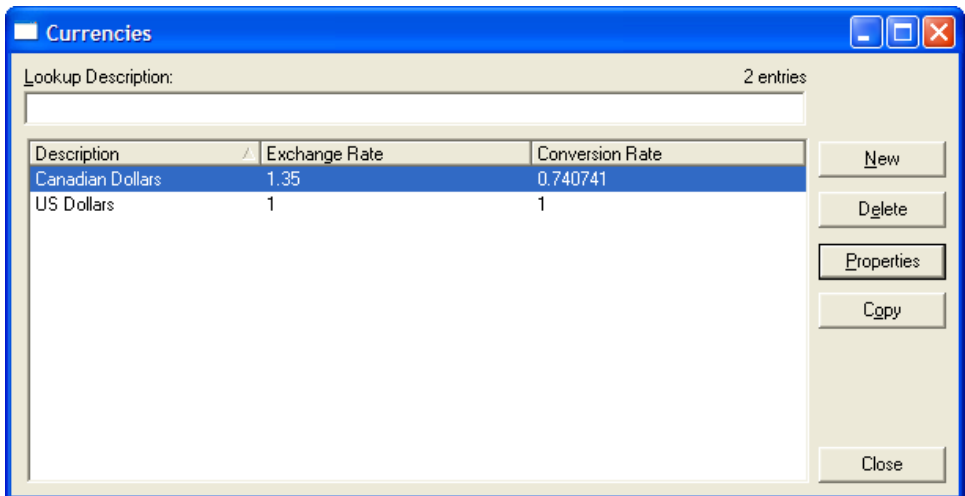 Currencies
Lookup Description: 2 entries
Description Exchange Rate Conversion Rate
Canadian Dollars 1.35 0.740741
US Dollars 1 1
New
Delete
Properties
Copy
Close